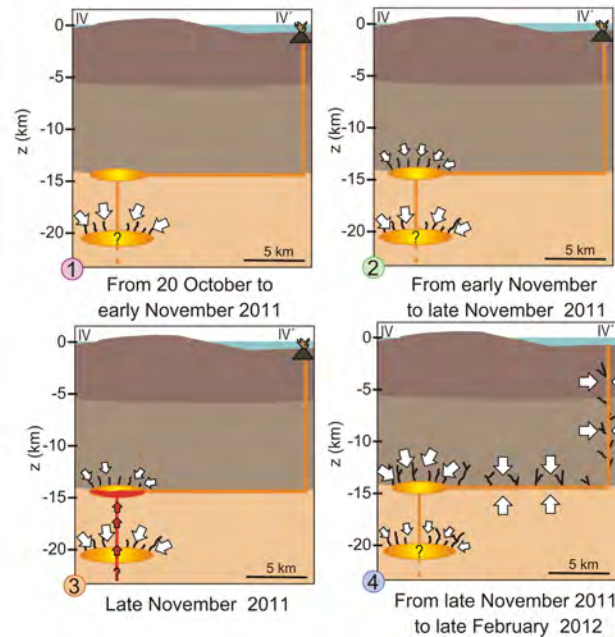 IV IV´
0
-5
-10
-15
-20
z (km)
?
5 km
1
From 20 October to
early November 2011
IV IV´
0
-5
-10
-15
-20
z (km)
?
5 km
2
From early November
to late November 2011
IV IV´
0
-5
-10
-15
-20
z (km)
?
?
5 km
3
Late November 2011
IV IV´
0
-5
-10
-15
-20
z (km)
?
5 km
4
From late November 2011
to late February 2012